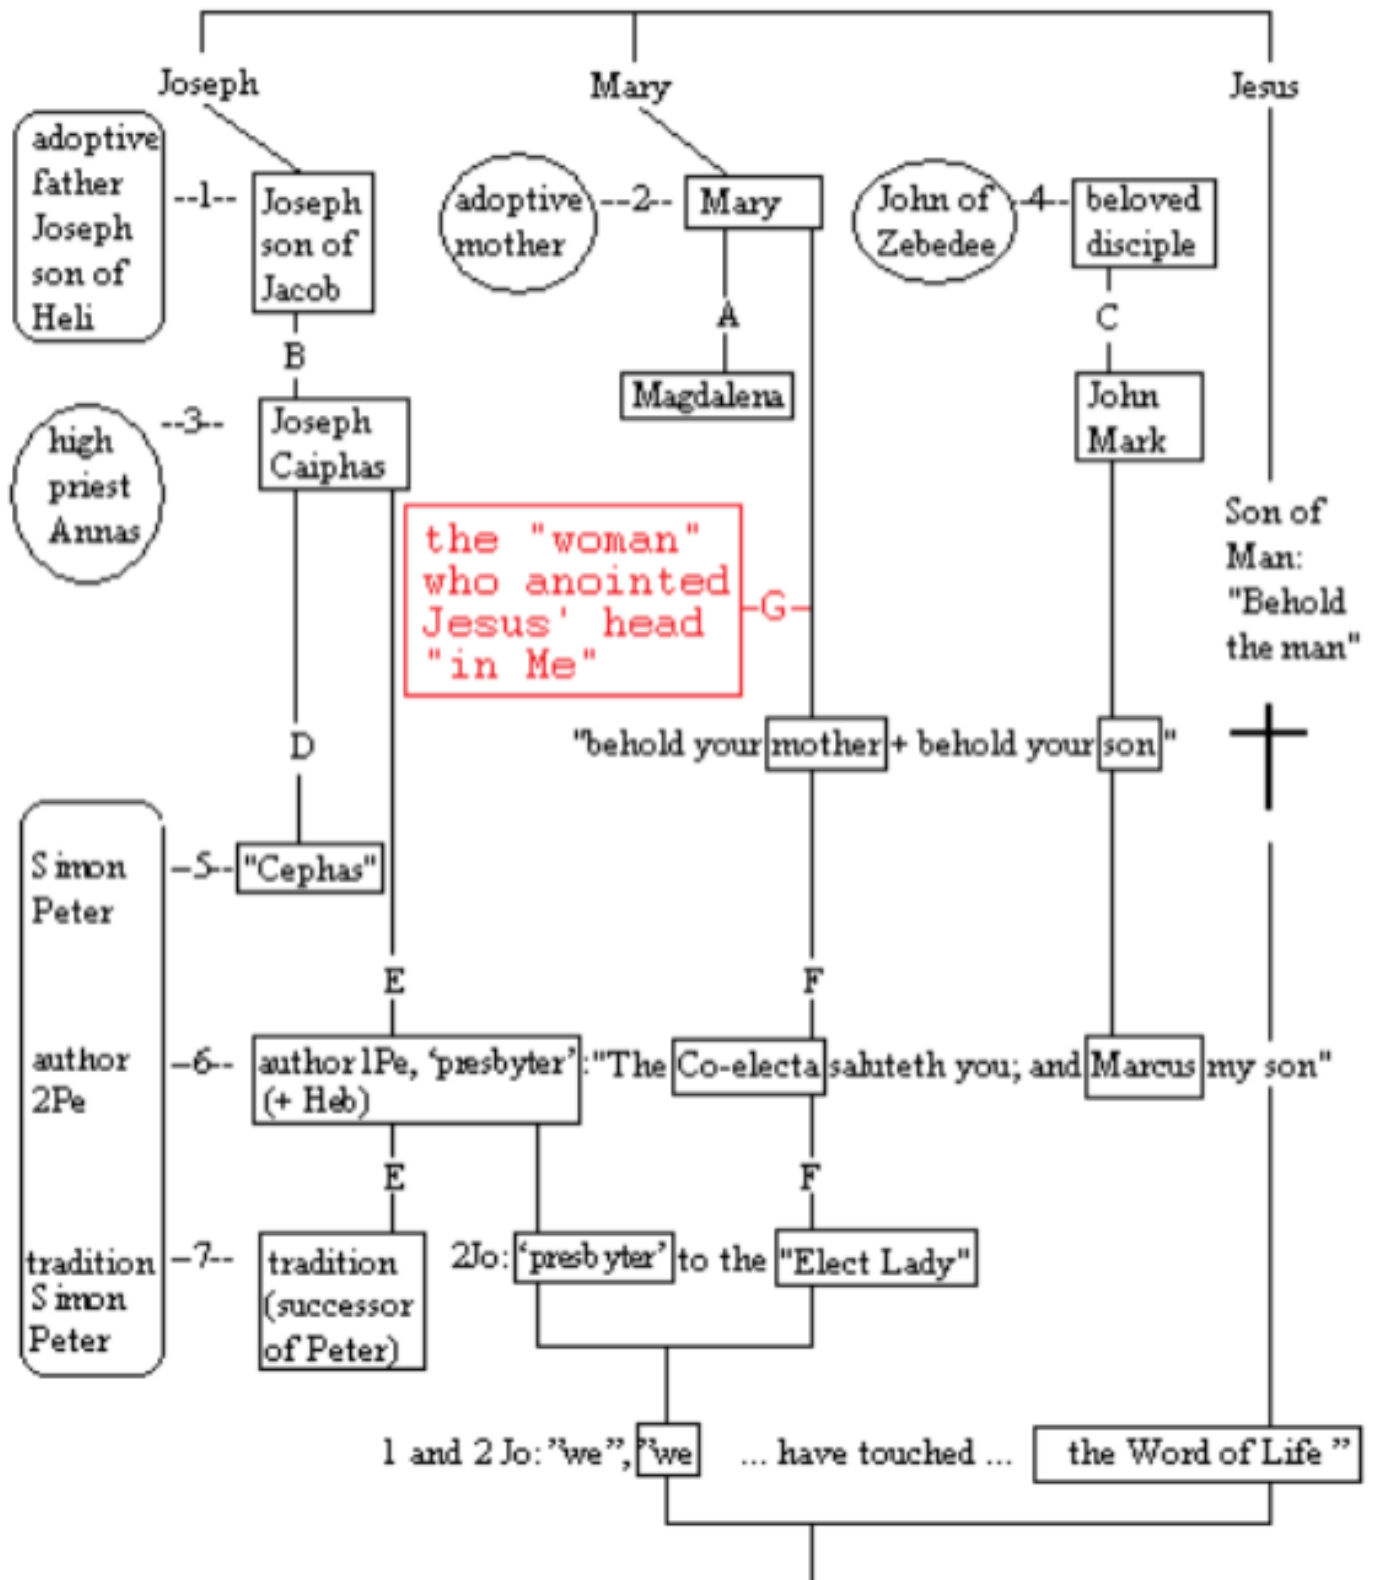 Joseph
Mary
Jesus
adoptive
father
Joseph
son of
Heli
--1--
Joseph
son of
Jacob
adoptive
mother
--2--
Mary
John of
Zebedee
-4--
beloved
disciple
B
A
C
Magdalena
John
Mark
high
priest
Annas
--3--
Joseph
Caiphas
the "woman"
who anointed
Jesus' head
"in Me"
-G-
Son of
Man:
"Behold
the man"
D
"behold your mother + behold your son"
Simon
Peter
-5--
"Cephas"
E
F
author
2Pe
-6--
author 1Pe, ‘presbyter’ : "The Co-electa saluteth you; and Marcus my son"
(+ Heb)
E
F
tradition
Simon
Peter
-7--
tradition
(successor
of Peter)
2Jo: ‘presbyter’ to the "Elect Lady"
1 and 2 Jo: ”we”, ”we ... have touched ... the Word of Life ”